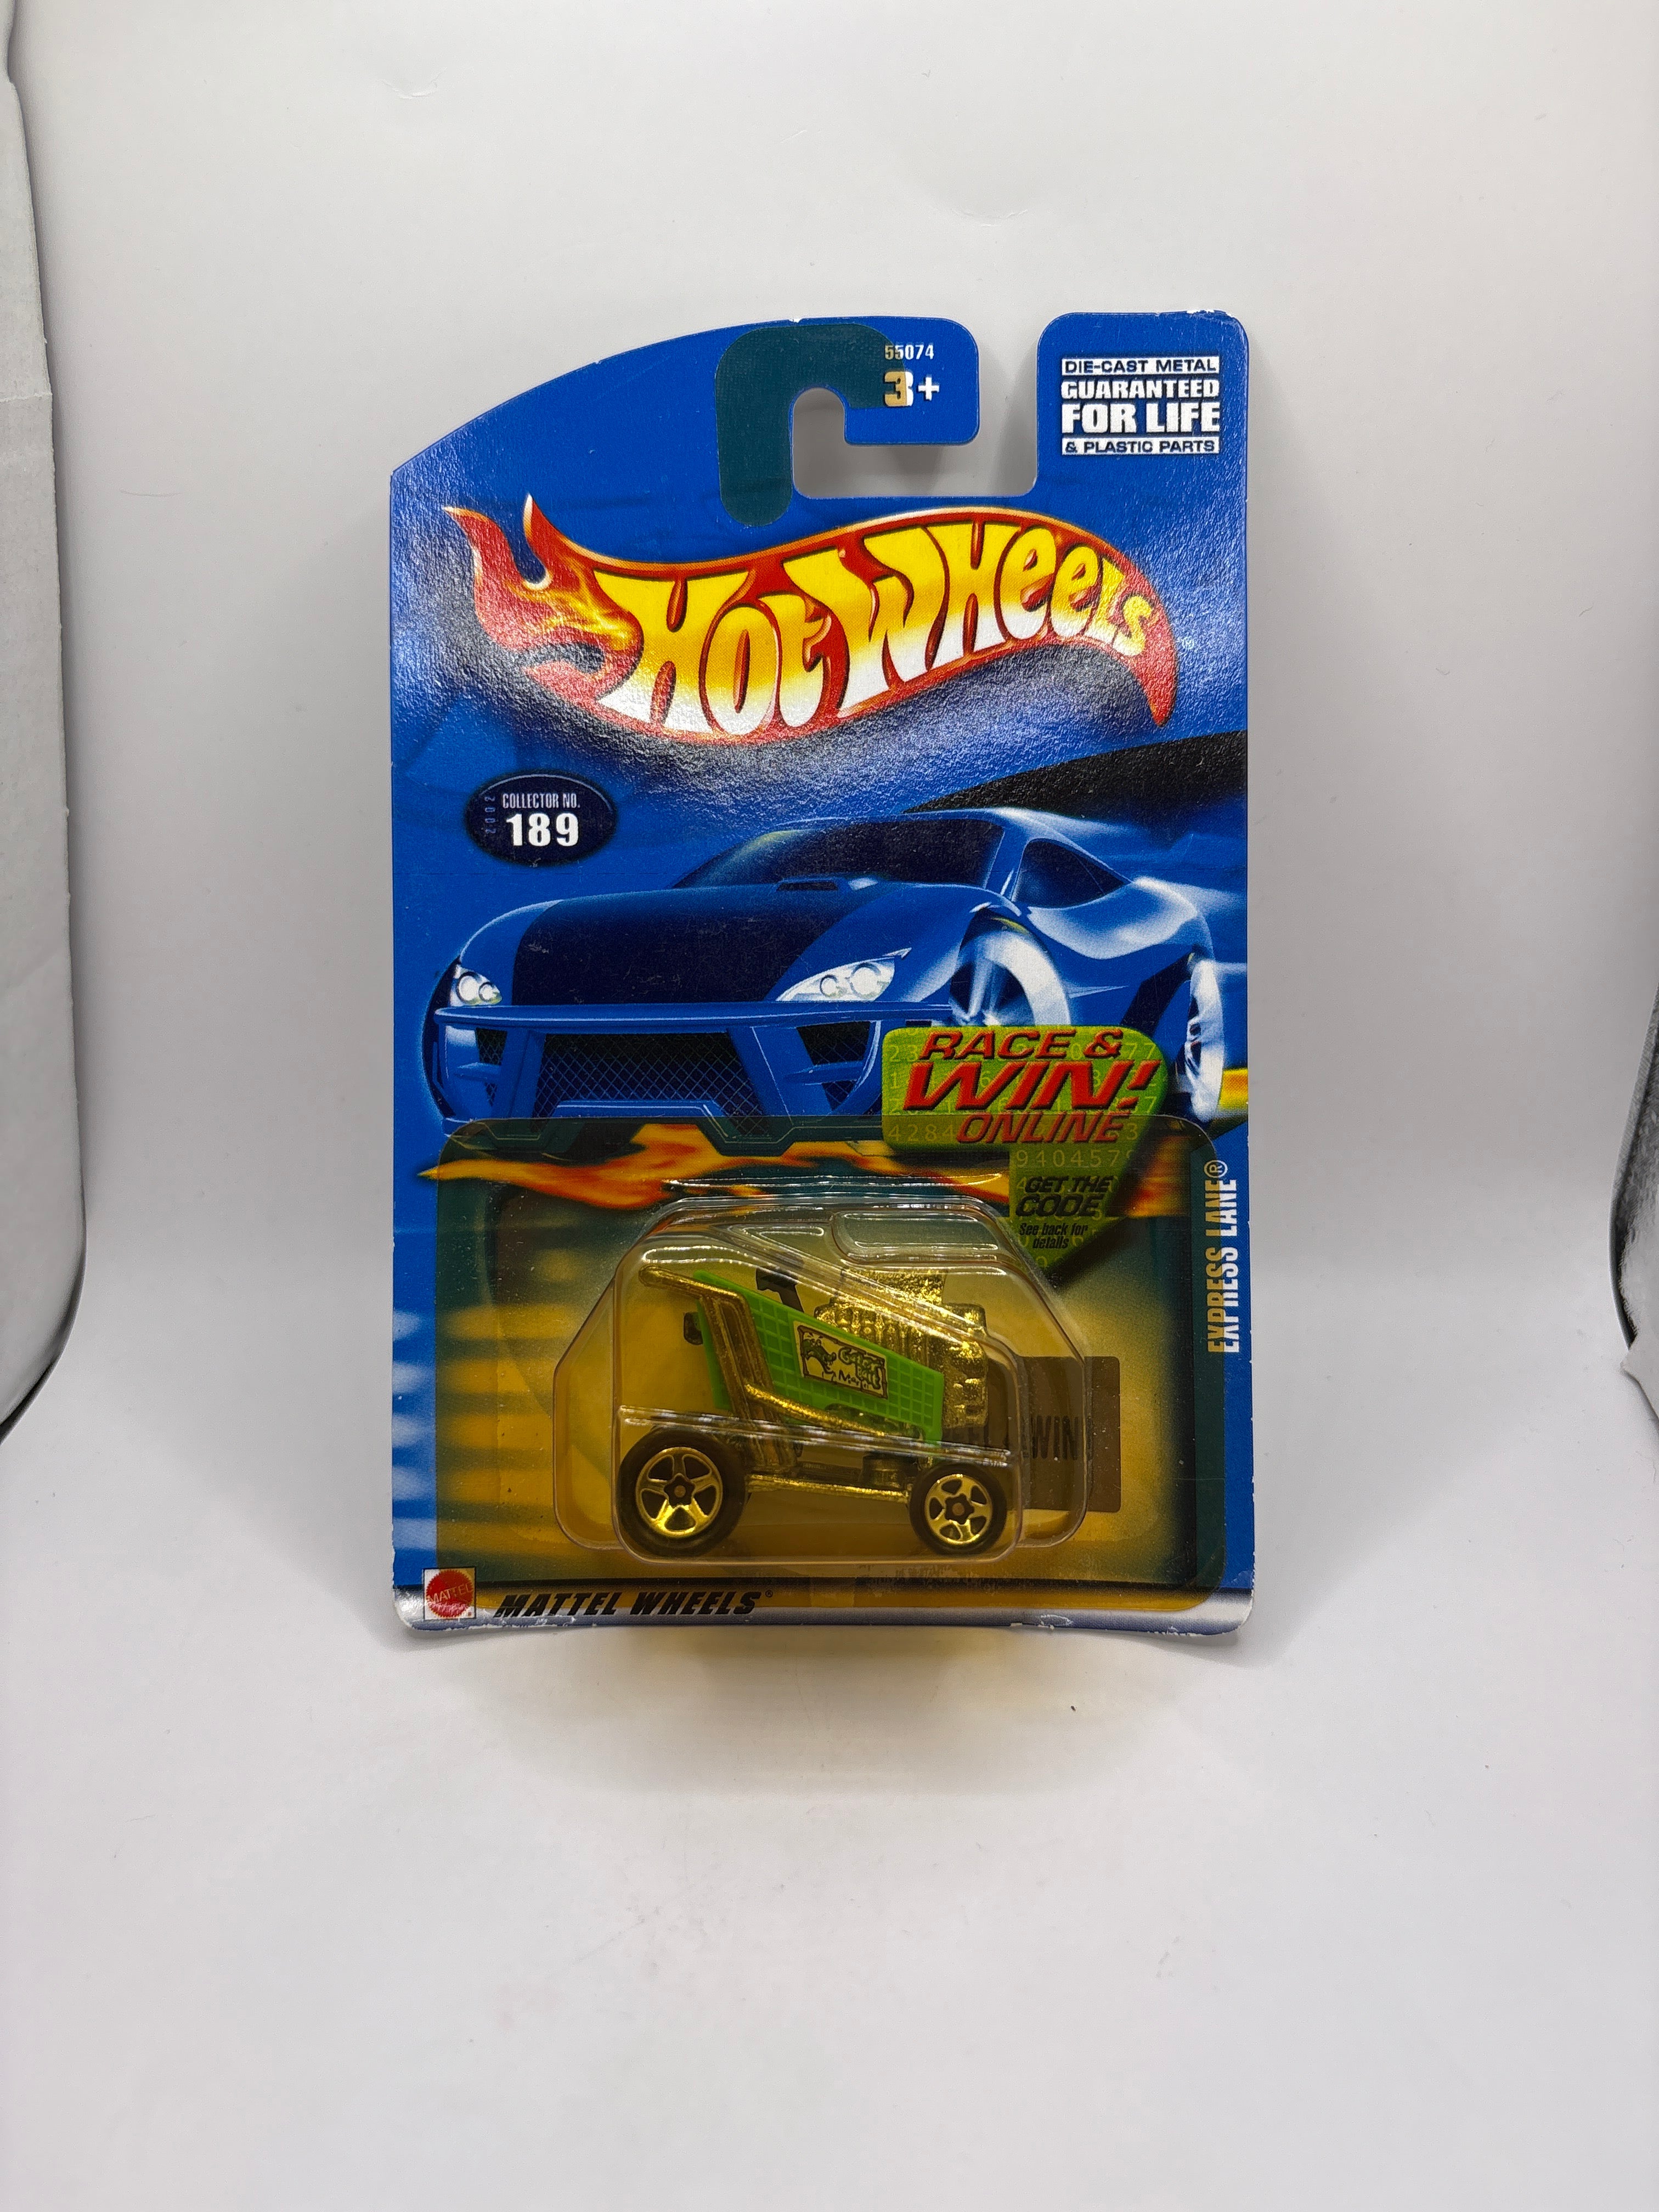 55074
3+
DIE-CAST METAL
GUARANTEED
FOR LIFE
& PLASTIC PARTS
HOT WHEELS
2002
COLLECTOR NO.
189
RACE &
WIN!
ONLINE
GET THE
CODE
See back for
details
EXPRESS LANE®
WIN
MATTEL
MATTEL WHEELS®